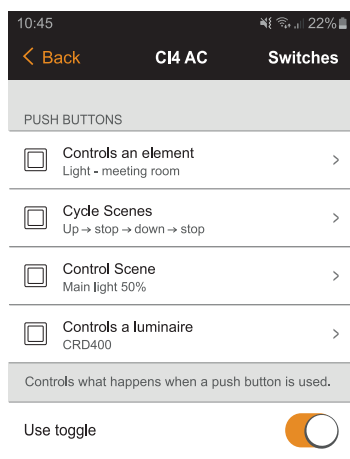 10:45 22%
Back CI4 AC Switches
PUSH BUTTONS
Controls an element
Light - meeting room
Cycle Scenes
Up → stop → down → stop
Control Scene
Main light 50%
Controls a luminaire
CRD400
Controls what happens when a push button is used.
Use toggle